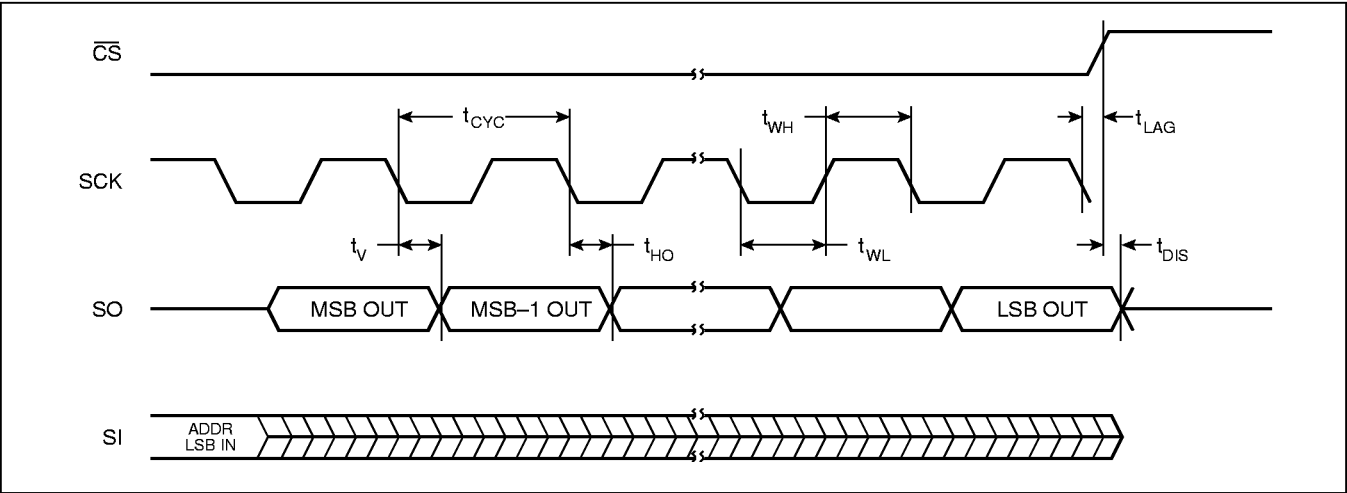 CS
tCYC
tWH
tLAG
SCK
tV
tHO
tWL
tDIS
SO
MSB OUT
MSB–1 OUT
LSB OUT
SI
ADDR
LSB IN